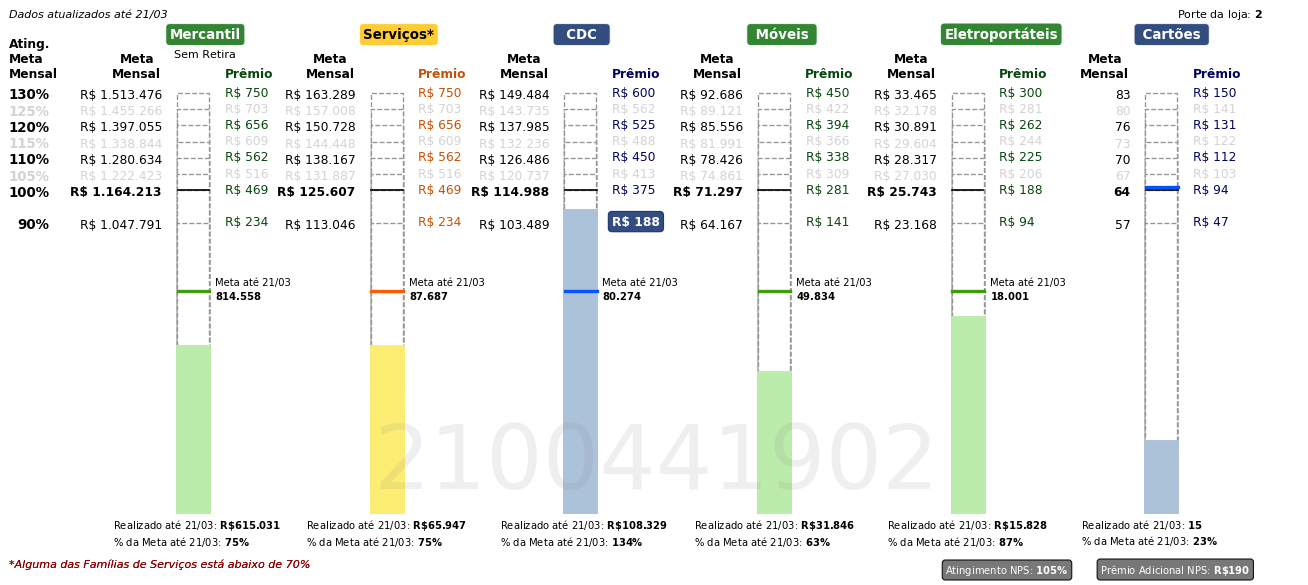 Dados atualizados até 21/03
Porte da loja: 2
Mercantil Serviços* CDC Móveis Eletroportáteis Cartões
Sem Retira
Ating. Meta Mensal
Meta Mensal Prêmio Meta Mensal Prêmio Meta Mensal Prêmio Meta Mensal Prêmio Meta Mensal Prêmio Meta Mensal Prêmio
130% R$ 1.513.476 R$ 750 R$ 163.289 R$ 750 R$ 149.484 R$ 600 R$ 92.686 R$ 450 R$ 33.465 R$ 300 83 R$ 150
125% R$ 1.455.266 R$ 703 R$ 157.008 R$ 703 R$ 143.735 R$ 562 R$ 89.121 R$ 422 R$ 32.178 R$ 281 80 R$ 141
120% R$ 1.397.055 R$ 656 R$ 150.728 R$ 656 R$ 137.985 R$ 525 R$ 85.556 R$ 394 R$ 30.891 R$ 262 76 R$ 131
115% R$ 1.338.844 R$ 609 R$ 144.448 R$ 609 R$ 132.236 R$ 488 R$ 81.991 R$ 366 R$ 29.604 R$ 244 73 R$ 122
110% R$ 1.280.634 R$ 562 R$ 138.167 R$ 562 R$ 126.486 R$ 450 R$ 78.426 R$ 338 R$ 28.317 R$ 225 70 R$ 112
105% R$ 1.222.423 R$ 516 R$ 131.887 R$ 516 R$ 120.737 R$ 413 R$ 74.861 R$ 309 R$ 27.030 R$ 206 67 R$ 103
100% R$ 1.164.213 R$ 469 R$ 125.607 R$ 469 R$ 114.988 R$ 375 R$ 71.297 R$ 281 R$ 25.743 R$ 188 64 R$ 94
90% R$ 1.047.791 R$ 234 R$ 113.046 R$ 234 R$ 103.489 R$ 188 R$ 64.167 R$ 141 R$ 23.168 R$ 94 57 R$ 47
Meta até 21/03 Meta até 21/03 Meta até 21/03 Meta até 21/03 Meta até 21/03
814.558 87.687 80.274 49.834 18.001
2100441902
Realizado até 21/03: R$615.031 Realizado até 21/03: R$65.947 Realizado até 21/03: R$108.329 Realizado até 21/03: R$31.846 Realizado até 21/03: R$15.828 Realizado até 21/03: 15
% da Meta até 21/03: 75% % da Meta até 21/03: 75% % da Meta até 21/03: 134% % da Meta até 21/03: 63% % da Meta até 21/03: 87% % da Meta até 21/03: 23%
*Alguma das Famílias de Serviços está abaixo de 70%
Atingimento NPS: 105% Prêmio Adicional NPS: R$190